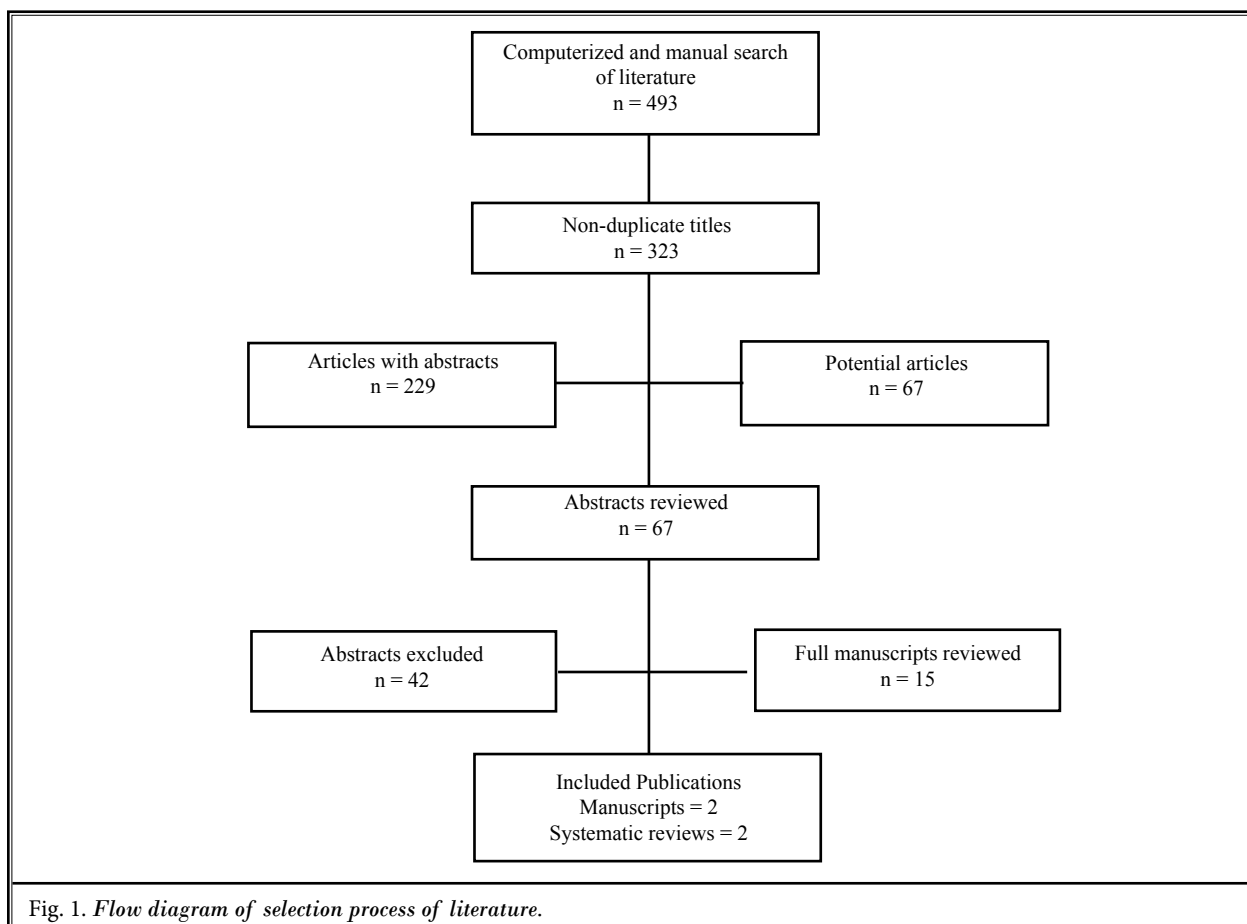 Computerized and manual search
of literature
n = 493
Non-duplicate titles
n = 323
Articles with abstracts
n = 229
Potential articles
n = 67
Abstracts reviewed
n = 67
Abstracts excluded
n = 42
Full manuscripts reviewed
n = 15
Included Publications
Manuscripts = 2
Systematic reviews = 2
Fig. 1. Flow diagram of selection process of literature.